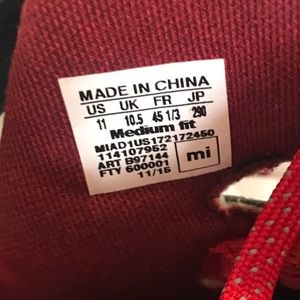 MADE IN CHINA
US UK FR JP
11 10.5 45 1/3 290
Medium fit
MIAD1US172172450
114107952
ART B97144
FTY 600001
11/15
mi